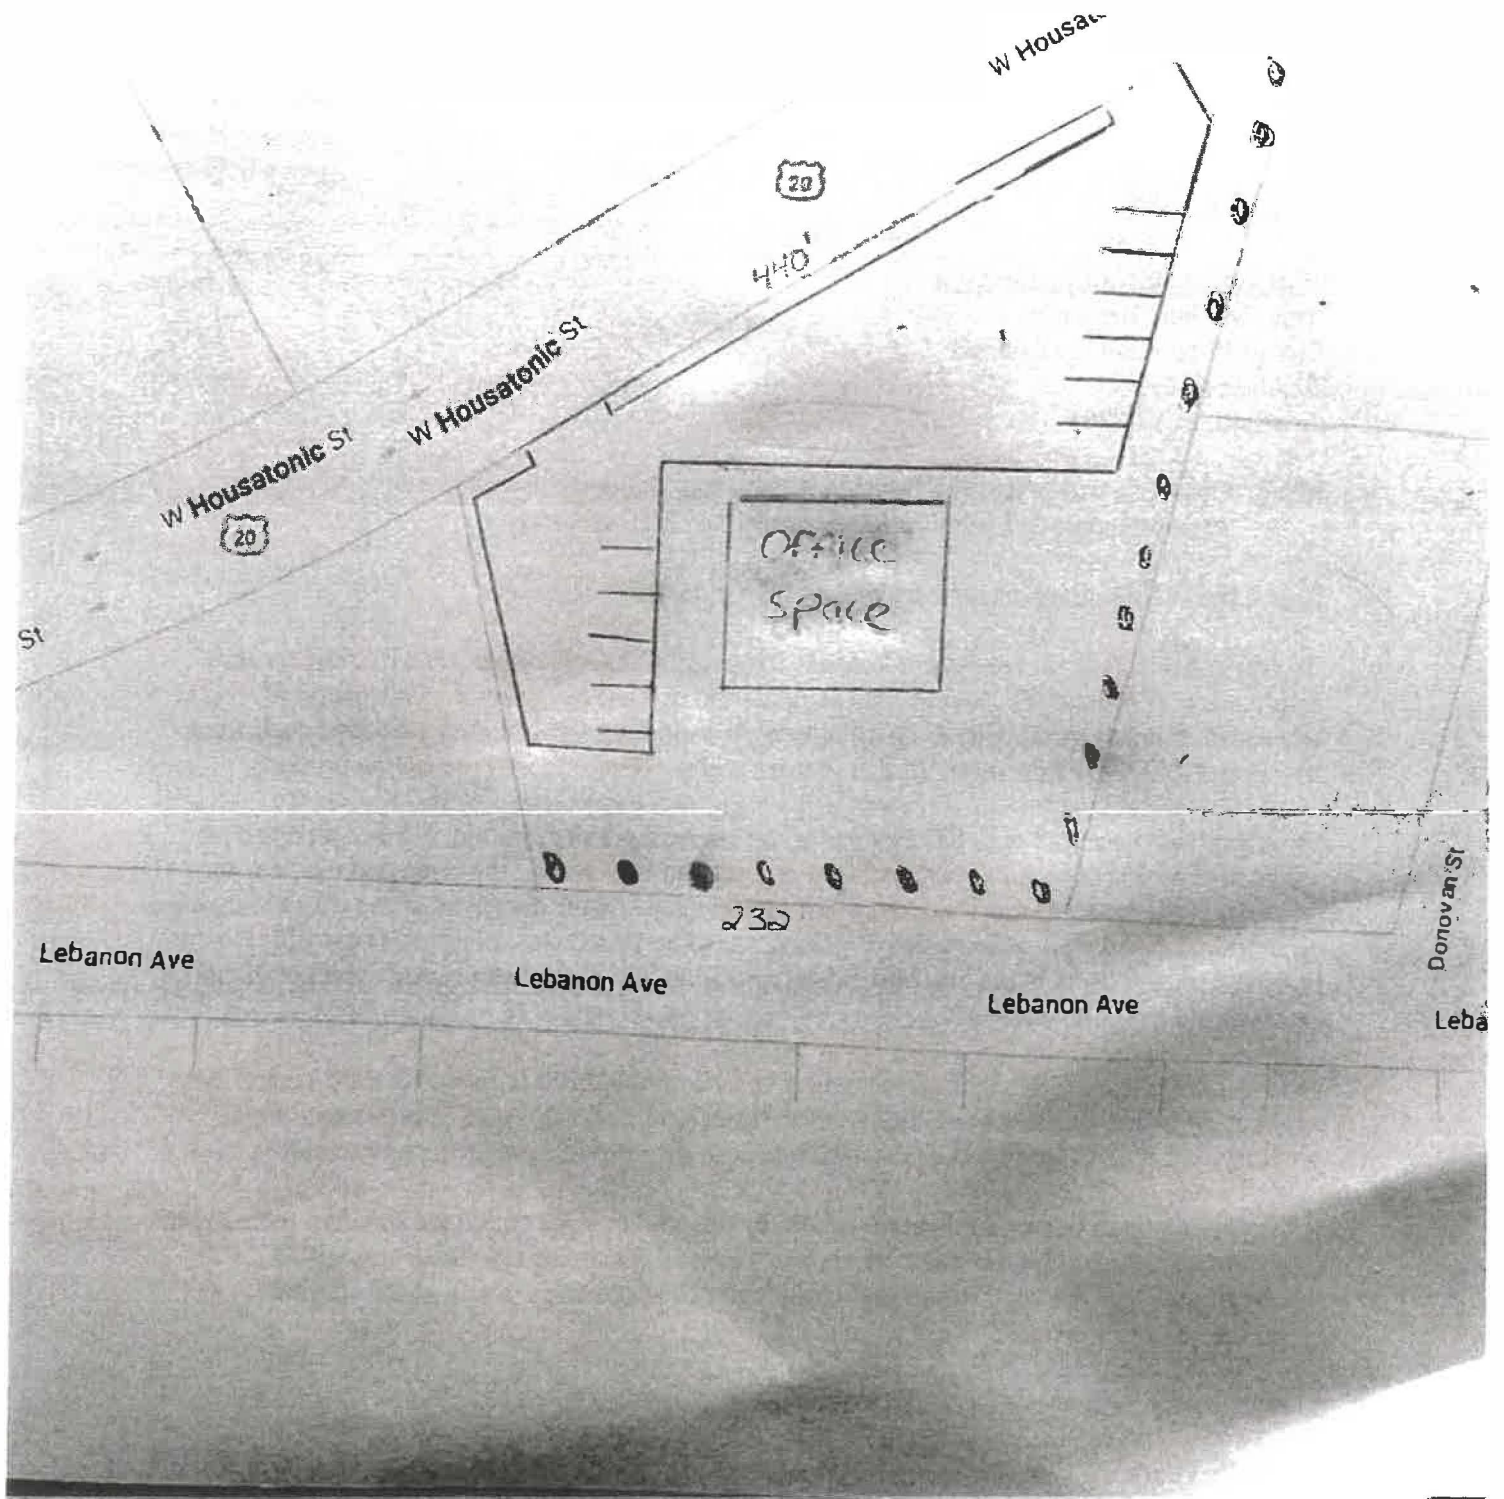 W Housat
20
440'
W Housatonic St
W Housatonic St
20
Office
Space
St
232
Lebanon Ave
Lebanon Ave
Lebanon Ave
Donovan St
Leba